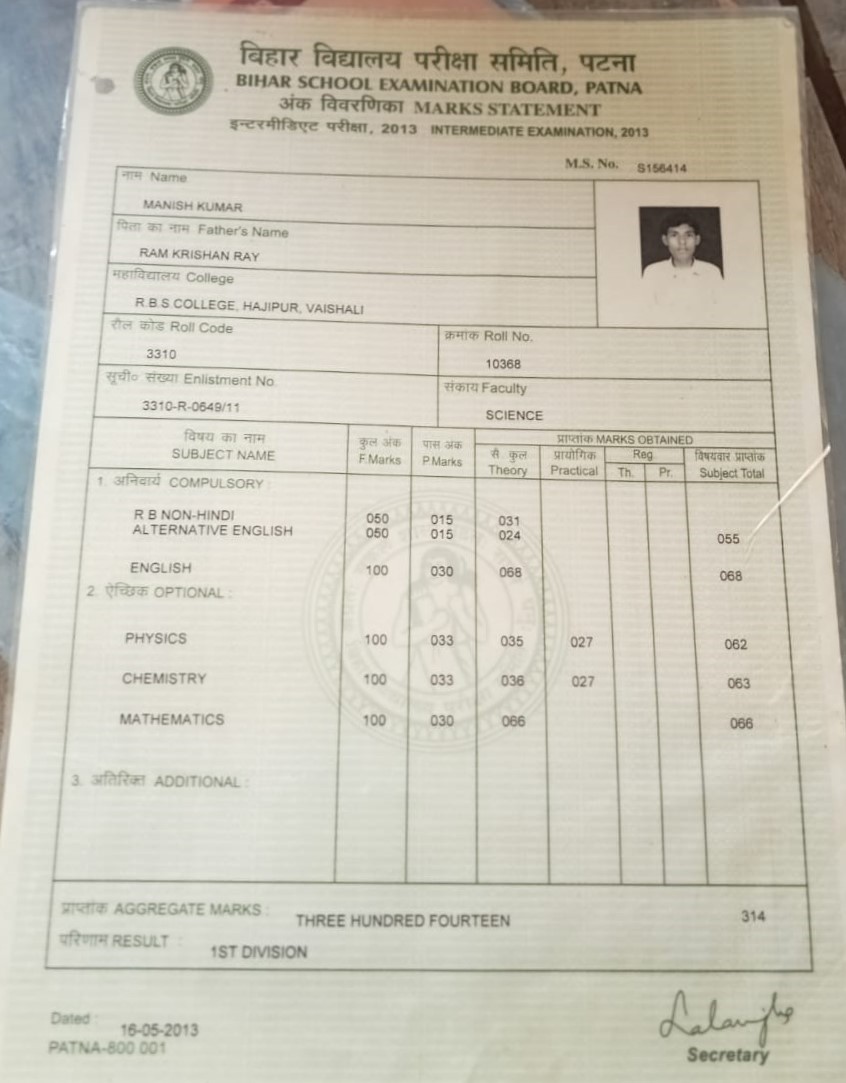 बिहार विद्यालय परीक्षा समिति, पटना
BIHAR SCHOOL EXAMINATION BOARD, PATNA
अंक विवरणिका MARKS STATEMENT
इन्टरमीडिएट परीक्षा, 2013 INTERMEDIATE EXAMINATION, 2013
M.S. No. S156414
नाम Name
MANISH KUMAR
पिता का नाम Father's Name
RAM KRISHAN RAY
महाविद्यालय College
R.B.S.COLLEGE, HAJIPUR, VAISHALI
रौल कोड Roll Code
3310
क्रमांक Roll No.
10368
सूची० संख्या Enlistment No.
3310-R-0649/11
संकाय Faculty
SCIENCE
विषय का नाम SUBJECT NAME
कुल अंक F.Marks
पास अंक P.Marks
प्राप्तांक MARKS OBTAINED
सै. कुल Theory
प्रायोगिक Practical
Reg.
Th. Pr.
विषयवार प्राप्तांक Subject Total
1. अनिवार्य COMPULSORY :
R B NON-HINDI 050 015 031
ALTERNATIVE ENGLISH 050 015 024 055
ENGLISH 100 030 068 068
2. ऐच्छिक OPTIONAL :
PHYSICS 100 033 035 027 062
CHEMISTRY 100 033 036 027 063
MATHEMATICS 100 030 066 066
3. अतिरिक्त ADDITIONAL :
प्राप्तांक AGGREGATE MARKS : THREE HUNDRED FOURTEEN 314
परिणाम RESULT : 1ST DIVISION
Dated : 16-05-2013
PATNA-800 001
Secretary